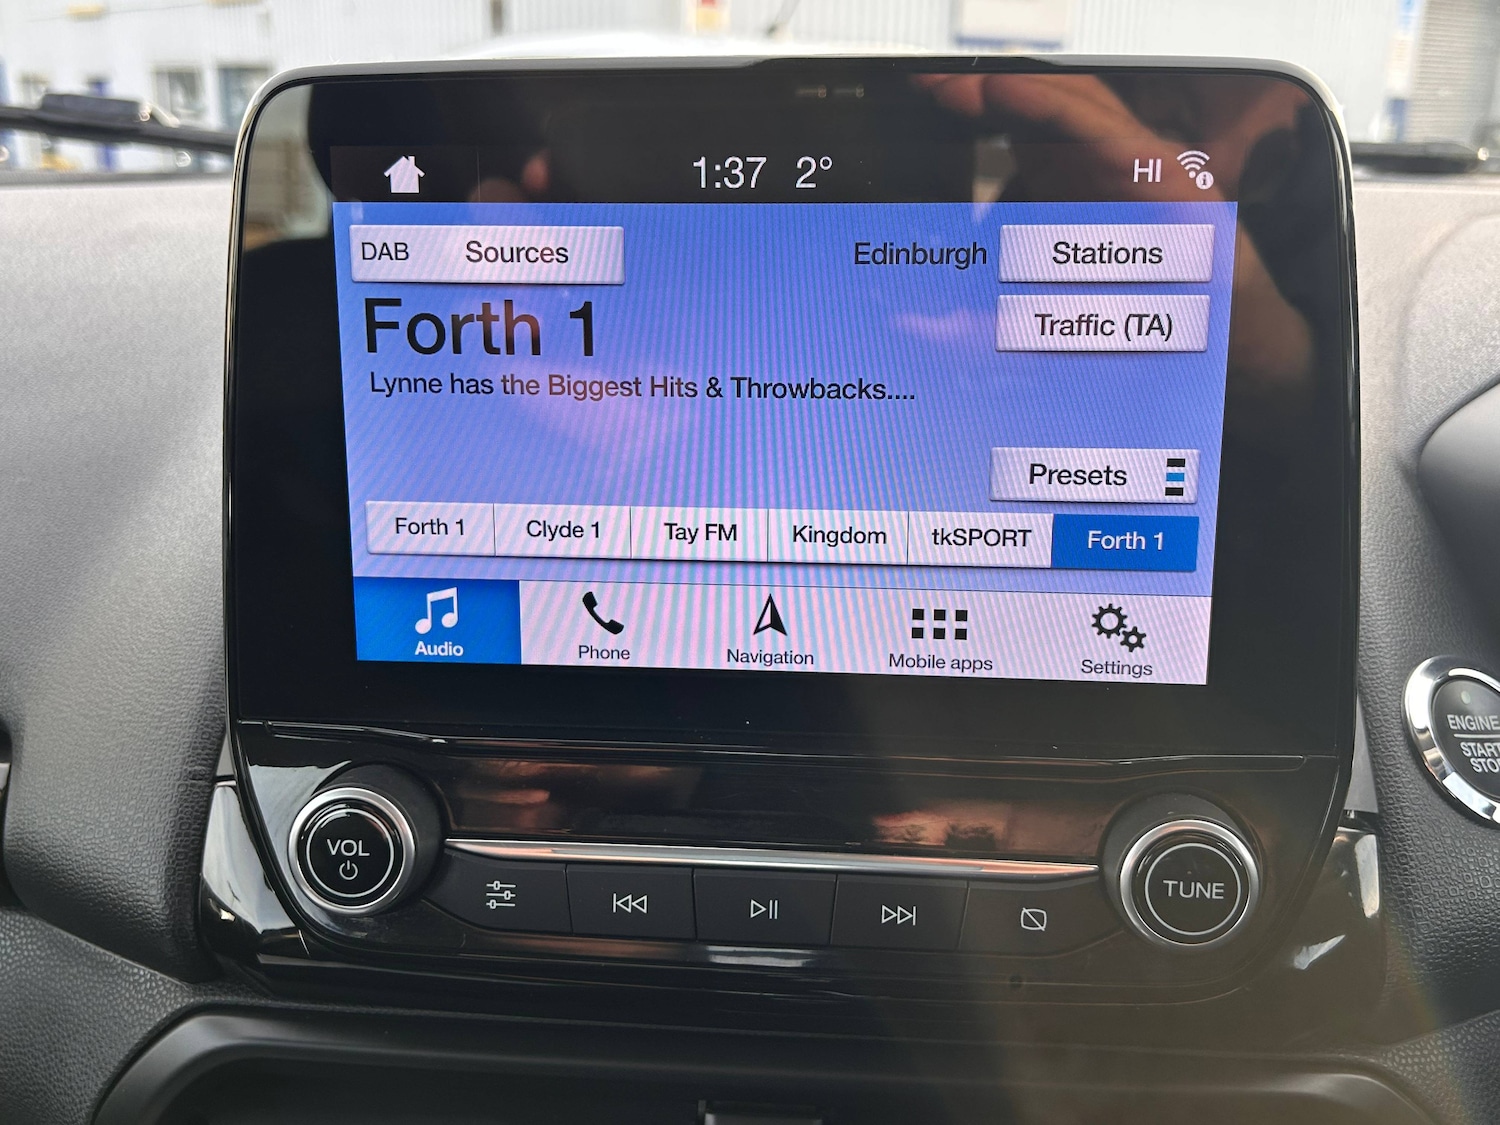 1:37 2° HI
DAB Sources
Edinburgh Stations
Forth 1
Traffic (TA)
Lynne has the Biggest Hits & Throwbacks....
Presets
Forth 1 Clyde 1 Tay FM Kingdom tkSPORT Forth 1
Audio Phone Navigation Mobile apps Settings
ENGINE
START
VOL
TUNE